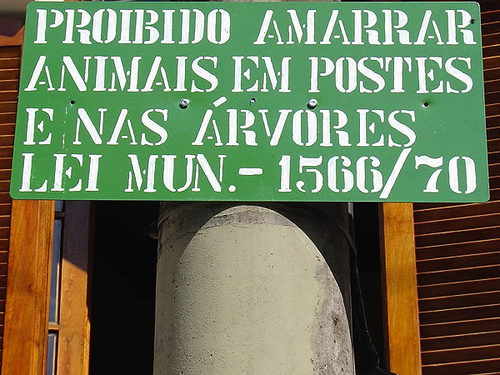 PROIBIDO AMARRAR
ANIMAIS EM POSTES
E NAS ÁRVORES
LEI MUN.- 1566/70